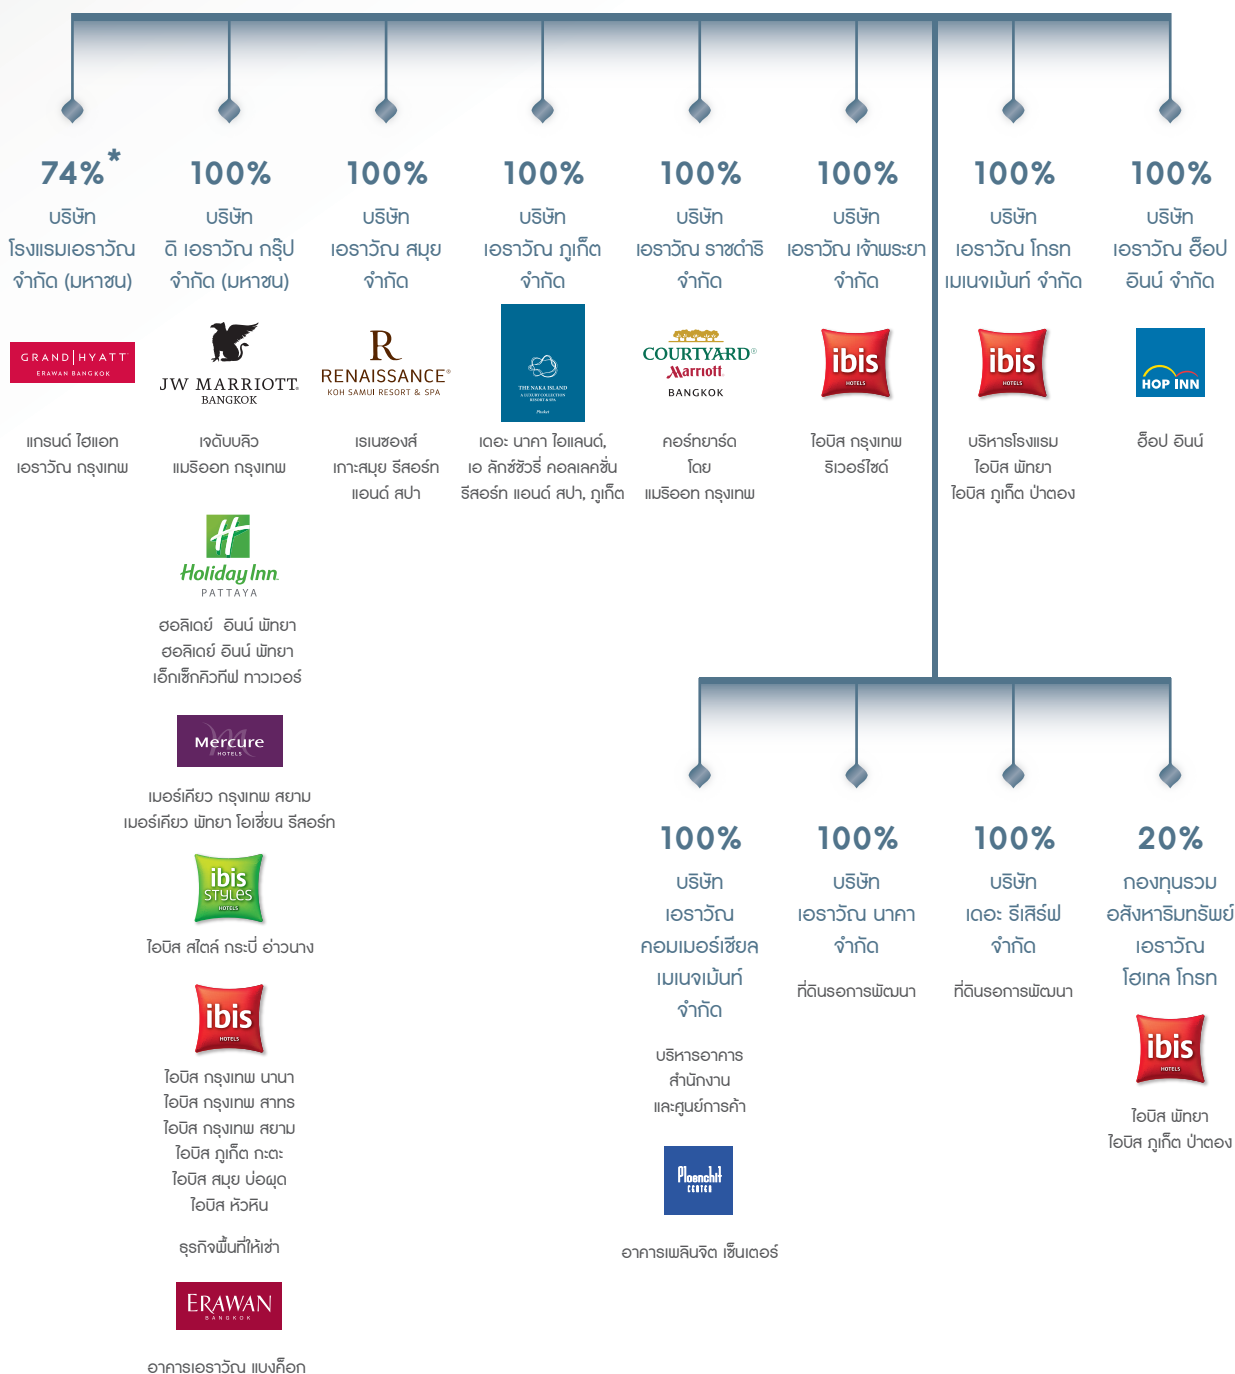 74%*
บริษัท
โรงแรมเอราวัณ
จำกัด (มหาชน)
GRAND HYATT
ERAWAN BANGKOK
แกรนด์ ไฮแอท
เอราวัณ กรุงเทพ
100%
บริษัท
ดิ เอราวัณ กรุ๊ป
จำกัด (มหาชน)
JW MARRIOTT
BANGKOK
เจดับบลิว
แมริออท กรุงเทพ
Holiday Inn
PATTAYA
ฮอลิเดย์ อินน์ พัทยา
ฮอลิเดย์ อินน์ พัทยา
เอ็กเซ็กคิวทีฟ ทาวเวอร์
Mercure
HOTELS
เมอร์เคียว กรุงเทพ สยาม
เมอร์เคียว พัทยา โอเชี่ยน รีสอร์ท
ibis
STYLES
HOTELS
ไอบิส สไตล์ กระบี่ อ่าวนาง
ibis
HOTELS
ไอบิส กรุงเทพ นานา
ไอบิส กรุงเทพ สาทร
ไอบิส กรุงเทพ สยาม
ไอบิส ภูเก็ต กะตะ
ไอบิส สมุย บ่อผุด
ไอบิส หัวหิน
ธุรกิจพื้นที่ให้เช่า
ERAWAN
BANGKOK
อาคารเอราวัณ แบงค็อก
100%
บริษัท
เอราวัณ สมุย
จำกัด
R
RENAISSANCE®
KOH SAMUI RESORT & SPA
เรเนซองส์
เกาะสมุย รีสอร์ท
แอนด์ สปา
100%
บริษัท
เอราวัณ ภูเก็ต
จำกัด
THE NAKA ISLAND
A LUXURY COLLECTION
RESORT & SPA
Phuket
เดอะ นาคา ไอแลนด์,
เอ ลักซ์ชัวรี่ คอลเลคชั่น
รีสอร์ท แอนด์ สปา, ภูเก็ต
100%
บริษัท
เอราวัณ ราชดำริ
จำกัด
COURTYARD®
Marriott
BANGKOK
คอร์ทยาร์ด
โดย
แมริออท กรุงเทพ
100%
บริษัท
เอราวัณ เจ้าพระยา
จำกัด
ibis
HOTELS
ไอบิส กรุงเทพ
ริเวอร์ไซด์
100%
บริษัท
เอราวัณ โกรท
เมเนจเม้นท์ จำกัด
ibis
HOTELS
บริหารโรงแรม
ไอบิส พัทยา
ไอบิส ภูเก็ต ป่าตอง
100%
บริษัท
เอราวัณ ฮ็อป
อินน์ จำกัด
HOP INN
ฮ็อป อินน์
100%
บริษัท
เอราวัณ
คอมเมอร์เชียล
เมเนจเม้นท์
จำกัด
บริหารอาคาร
สำนักงาน
และศูนย์การค้า
Ploenchit
CENTER
อาคารเพลินจิต เซ็นเตอร์
100%
บริษัท
เอราวัณ นาคา
จำกัด
ที่ดินรอการพัฒนา
100%
บริษัท
เดอะ รีเสิร์ฟ
จำกัด
ที่ดินรอการพัฒนา
20%
กองทุนรวม
อสังหาริมทรัพย์
เอราวัณ
โฮเทล โกรท
ibis
HOTELS
ไอบิส พัทยา
ไอบิส ภูเก็ต ป่าตอง